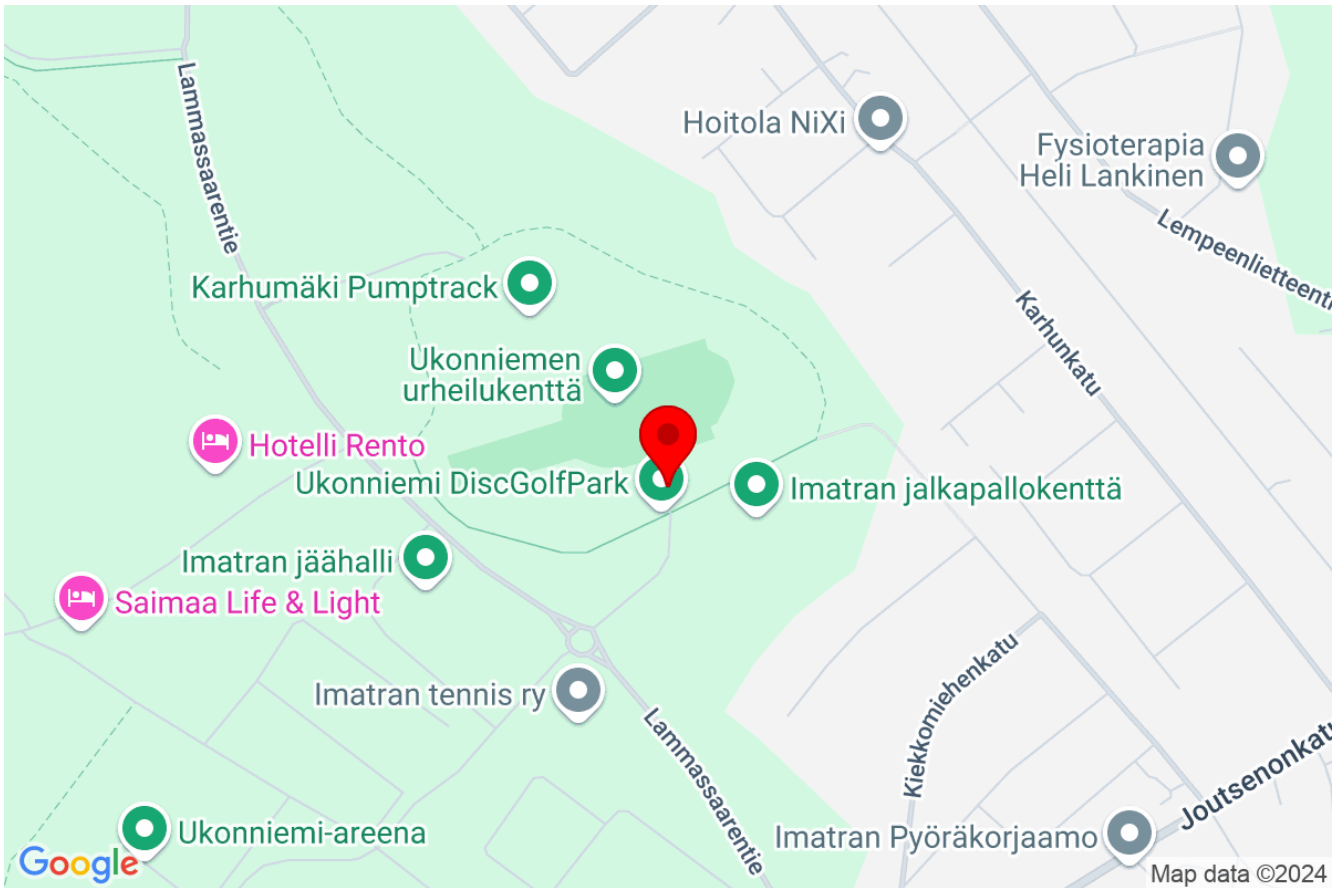 Lammassaarentie
Hoitola NiXi
Fysioterapia
Heli Lankinen
Lempeenlietteenti
Karhumäki Pumptrack
Karhunkatu
Ukonniemen
urheilukenttä
Hotelli Rento
Ukonniemi DiscGolfPark
Imatran jalkapallokenttä
Imatran jäähalli
Saimaa Life & Light
Imatran tennis ry
Kiekkomiehenkatu
Lammassaarentie
Joutsenonkatu
Ukonniemi-areena
Imatran Pyöräkorjaamo
Google
Map data ©2024